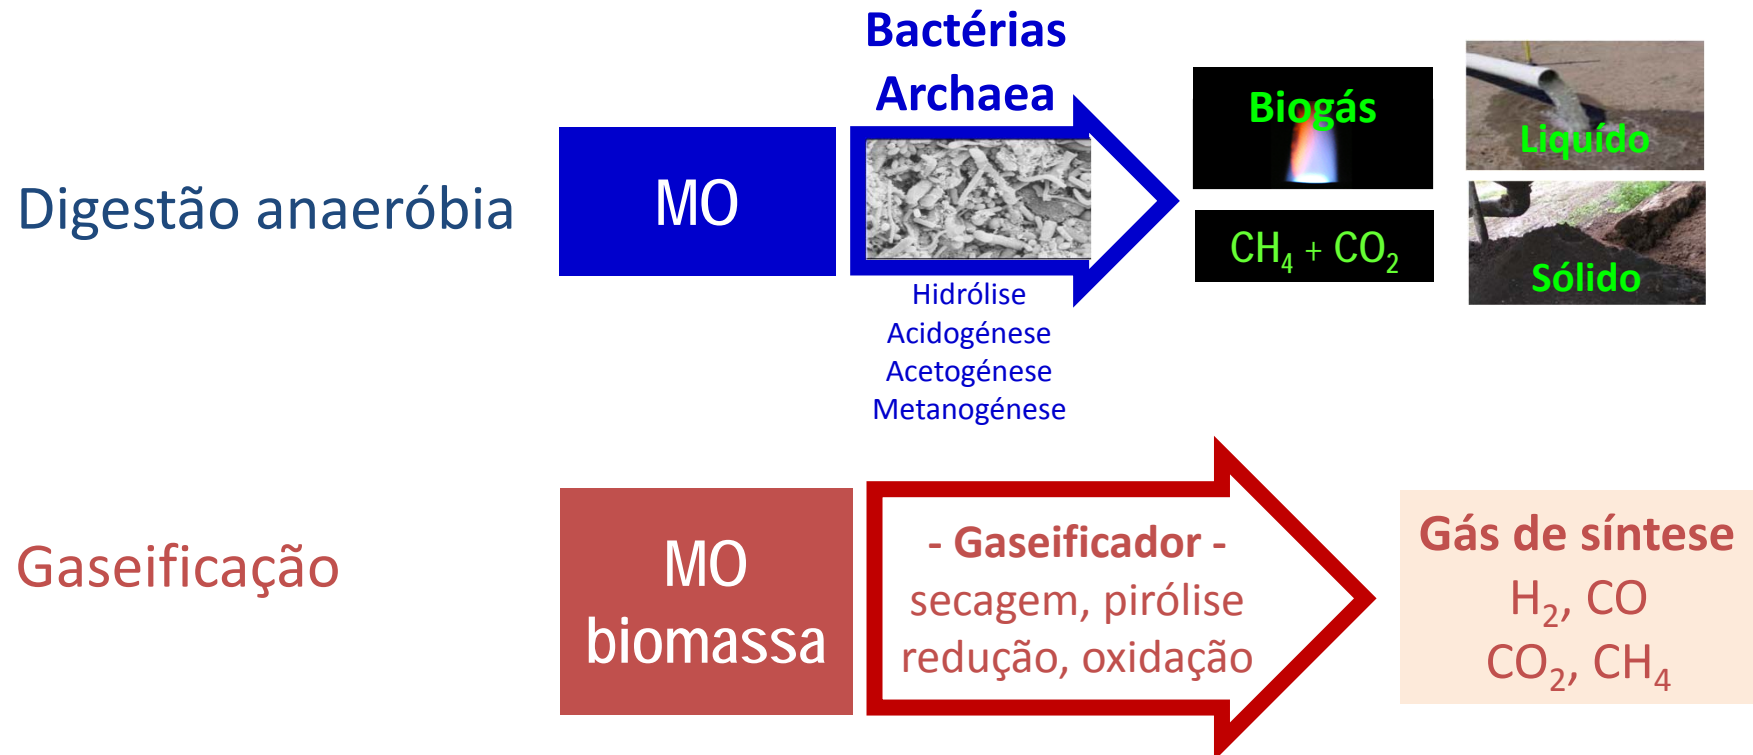 Digestão anaeróbia
MO
Bactérias
Archaea
Hidrólise
Acidogénese
Acetogénese
Metanogénese
Biogás
CH₄ + CO₂
Liquído
Sólido
Gaseificação
MO
biomassa
- Gaseificador -
secagem, pirólise
redução, oxidação
Gás de síntese
H₂, CO
CO₂, CH₄